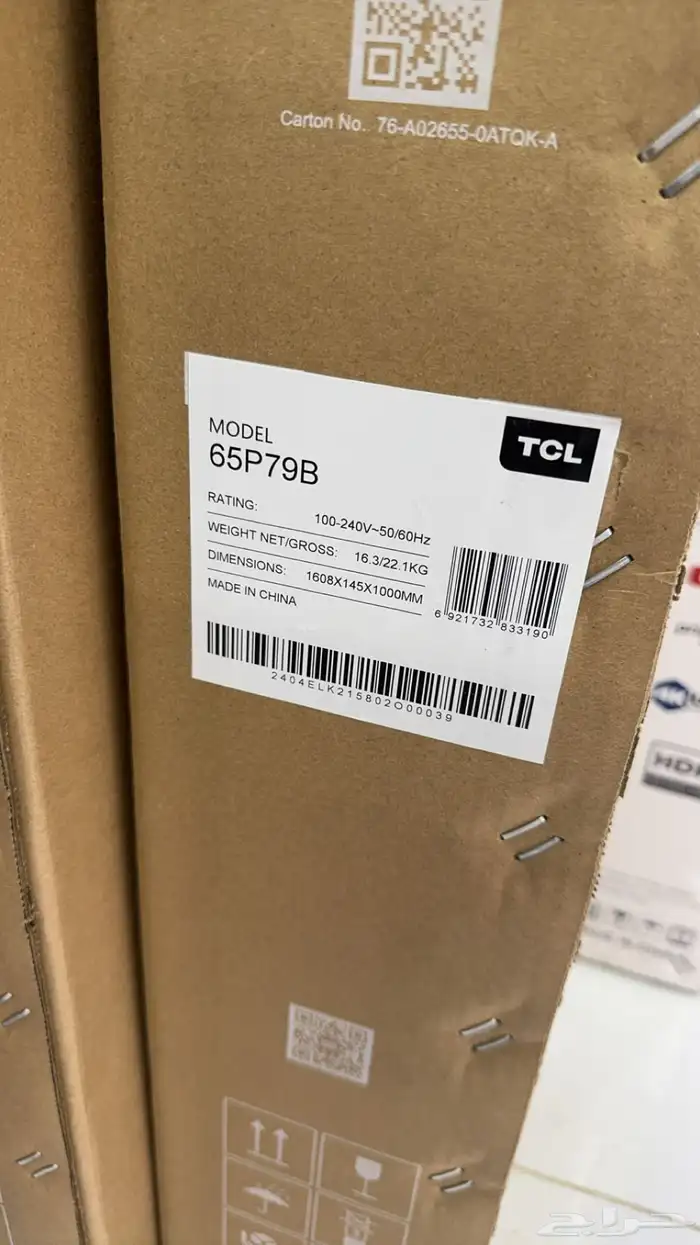 Carton No. 76-A02655-0ATQK-A
TCL
MODEL
65P79B
RATING: 100-240V~50/60Hz
WEIGHT NET/GROSS: 16.3/22.1KG
DIMENSIONS: 1608X145X1000MM
MADE IN CHINA
6 921732 833190
2404ELK215802O00039
حراج